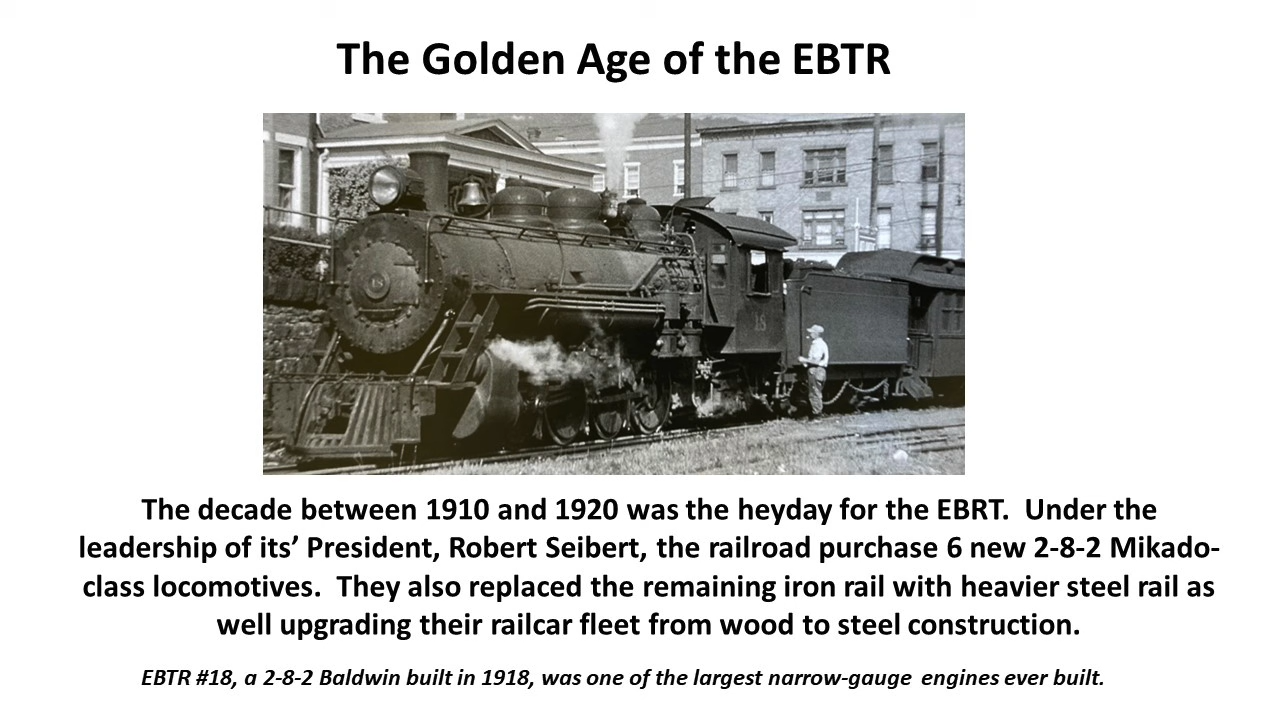 The Golden Age of the EBTR
18
18
The decade between 1910 and 1920 was the heyday for the EBRT.  Under the
leadership of its’ President, Robert Seibert, the railroad purchase 6 new 2-8-2 Mikado-
class locomotives.  They also replaced the remaining iron rail with heavier steel rail as
well upgrading their railcar fleet from wood to steel construction.
EBTR #18, a 2-8-2 Baldwin built in 1918, was one of the largest narrow-gauge  engines ever built.